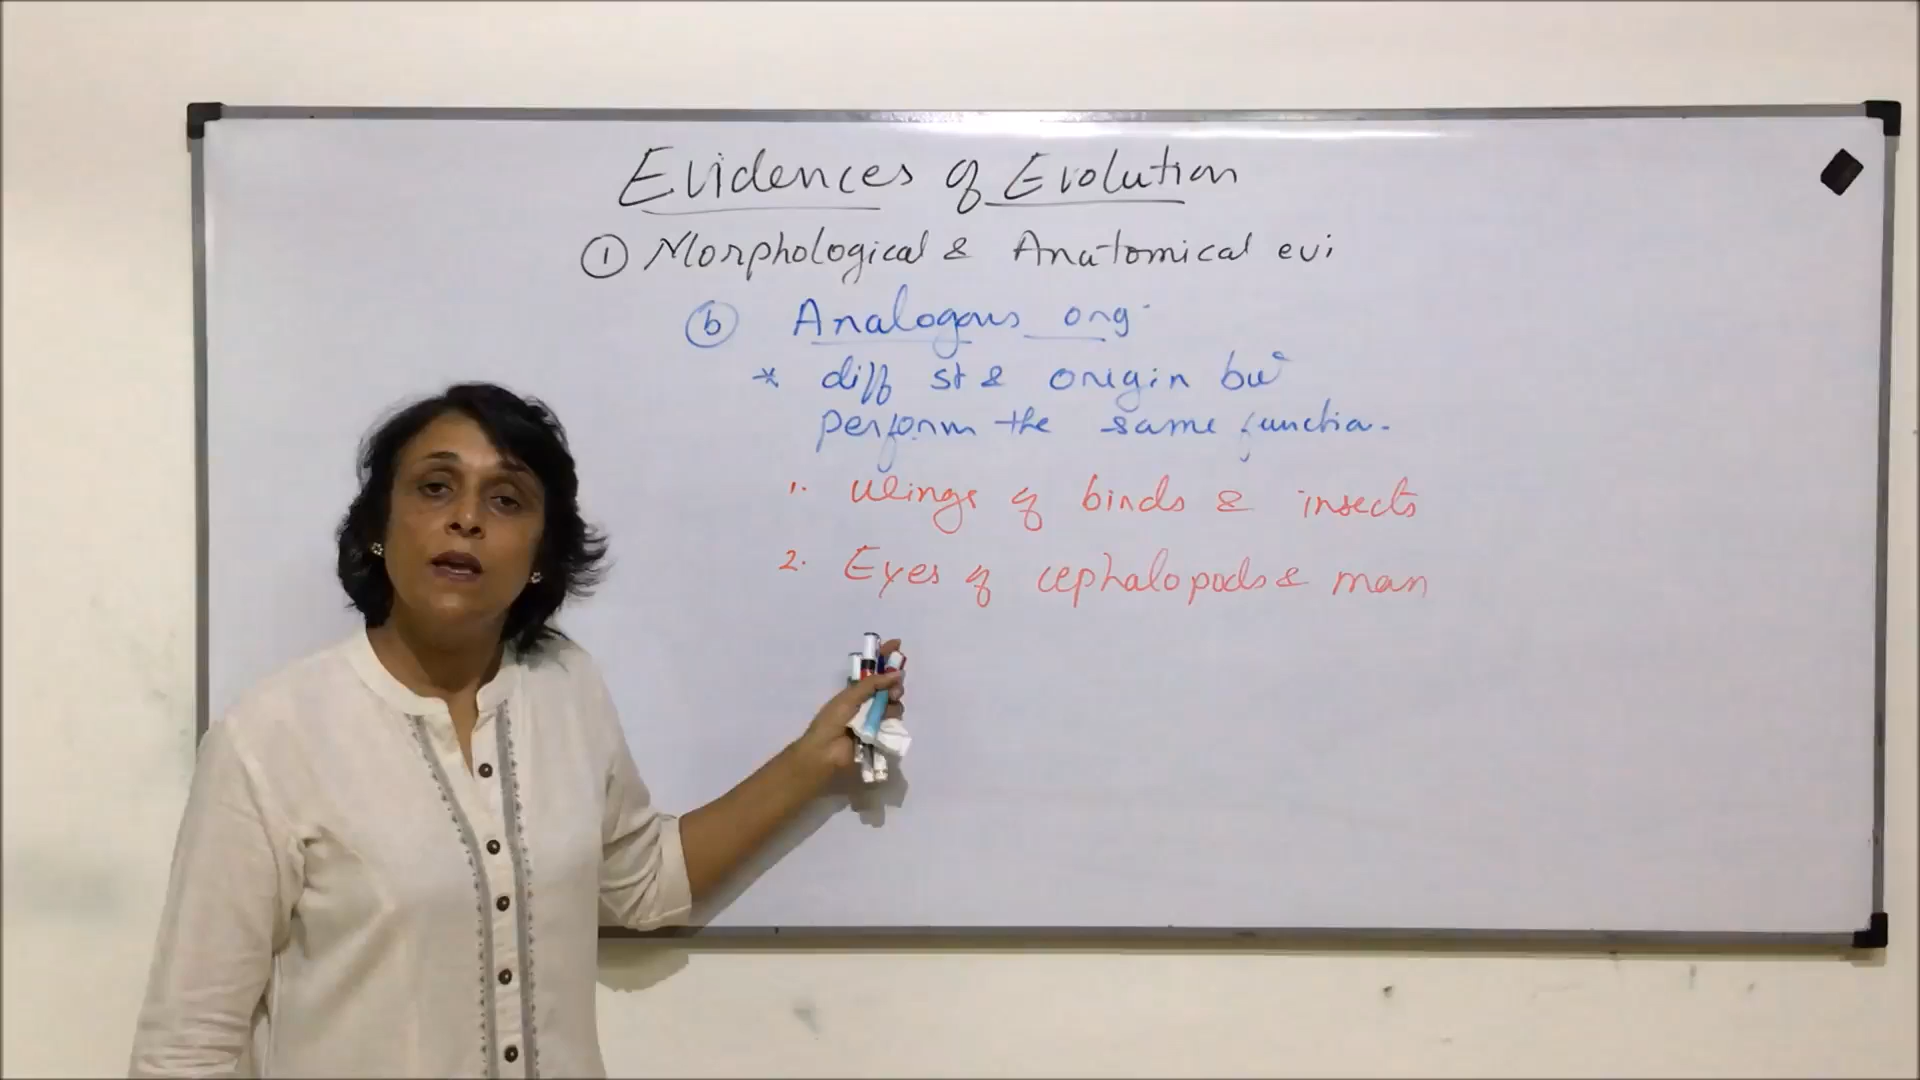 Evidences of Evolution
① Morphological & Anatomical evi
ⓑ Analogous org.
* diff st & origin but
perform the same function.
1. Wings of birds & insects
2. Eyes of cephalopods & man